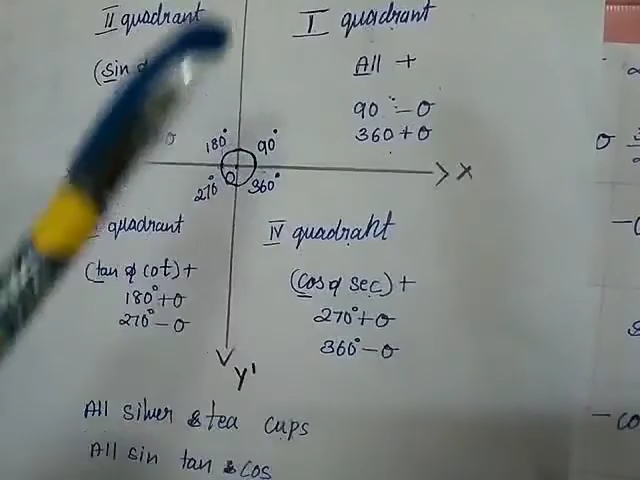 II quadrant
I quadrant
(sin
All +
90° - θ
360 + θ
θ
180°
90°
270°
360°
> X
quadrant
IV quadrant
(tan & cot) +
(cos & sec) +
180° + θ
270° + θ
270° - θ
360° - θ
Y'
All silver & tea cups
All sin tan & cos